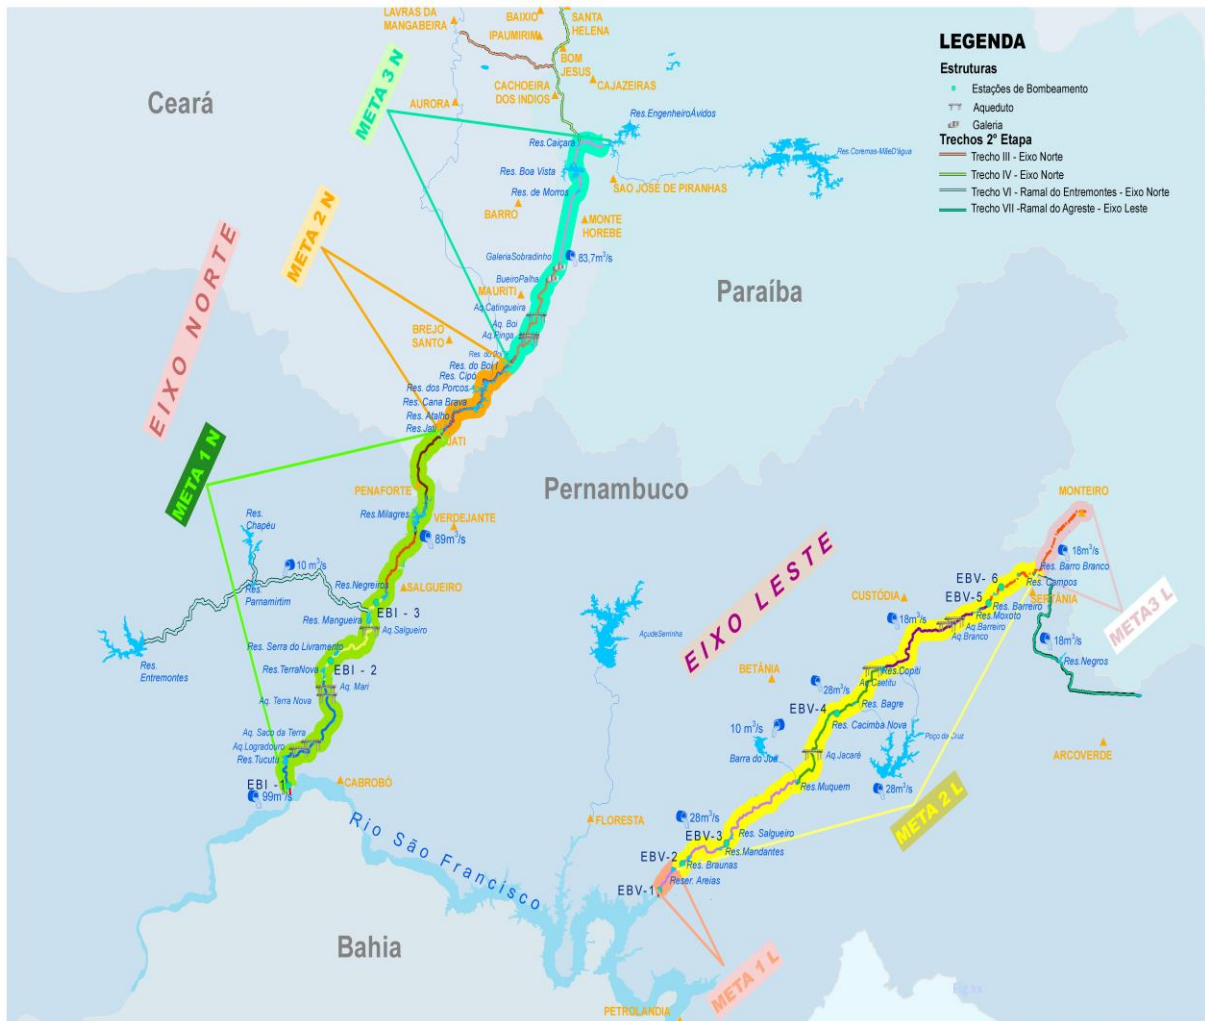 LAVRAS DA
MANGABEIRA
BAIXIO
SANTA
HELENA
IPAUMIRIM
BOM
JESUS
CAJAZEIRAS
CACHOEIRA
DOS INDIOS
AURORA
Ceará
META 3 N
Res.EngenheiroÁvidos
Res.Caiçara
Res.Coremas-MãeD'água
Res. Boa Vista
SAO JOSÉ DE PIRANHAS
Res. de Morros
BARRO
MONTE
HOREBE
META 2 N
GaleriaSobradinho
83,7m³/s
BueiroPalha
MAURITI
Aq.Catingueira
Paraíba
Aq. Boi
Aq.Pinga
BREJO
SANTO
Res. do Boi I
Res. Cipó
Res. dos Porcos
Res. Cana Brava
Res. Atalho
Res.Jati
JATI
EIXO NORTE
META 1 N
PENAFORTE
Res.Milagres
VERDEJANTE
89m³/s
Pernambuco
Res.
Chapéu
10 m³/s
Res.Negreiros
SALGUEIRO
Res.
Parnamirtim
EBI - 3
Res. Mangueira
Aq.Salgueiro
Res. Serra do Livramento
EBI - 2
Res.TerraNova
Res.
Entremontes
Aq. Mari
Aq. Terra Nova
Aq. Saco da Terra
Aq.Logradouro
Res.Tucutu
EBI - 1
CABROBÓ
99m³/s
Rio São Francisco
Bahia
LEGENDA
Estruturas
Estações de Bombeamento
Aqueduto
Galeria
Trechos 2º Etapa
Trecho III - Eixo Norte
Trecho IV - Eixo Norte
Trecho VI - Ramal do Entremontes - Eixo Norte
Trecho VII -Ramal do Agreste - Eixo Leste
MONTEIRO
18m³/s
Res. Barro Branco
EBV- 6
Res. Campos
SERTÂNIA
META3 L
EBV-5
Res. Barreiro
Res.Moxotó
CUSTÓDIA
18m³/s
Aq.Barreiro
Aq.Branco
18m³/s
Res.Negros
EIXO LESTE
AçudeSerrinha
BETÂNIA
Res.Copiti
Aq.Caetitu
28m³/s
Res. Bagre
EBV-4
Res. Cacimba Nova
10 m³/s
Poço da Cruz
Barra do Juá
Aq.Jacaré
ARCOVERDE
Res.Muquem
28m³/s
META 2 L
FLORESTA
28m³/s
EBV-3
Res. Salgueiro
Res.Mandantes
EBV-2
Res. Braunas
Reser. Areias
EBV-1
META 1 L
PETROLANDIA